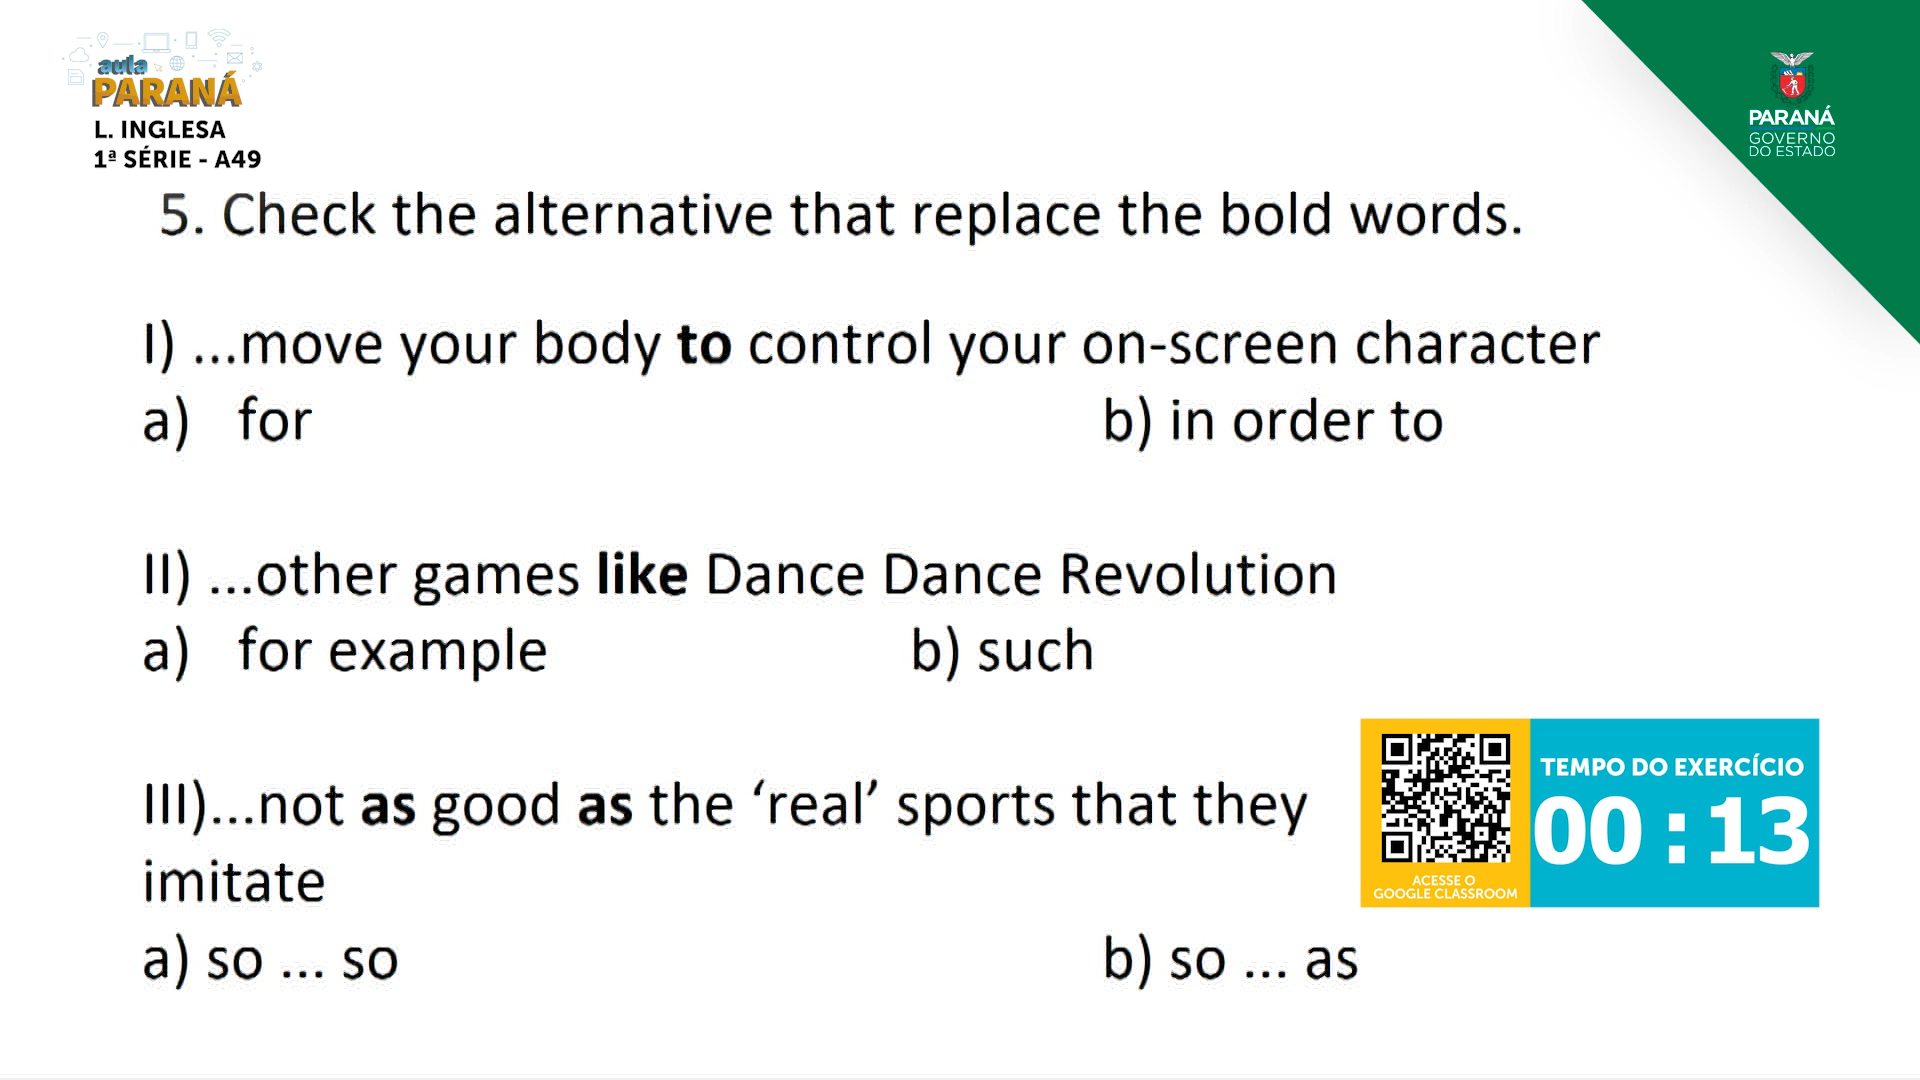 aula
PARANÁ
L. INGLESA
1ª SÉRIE - A49
PARANÁ
GOVERNO
DO ESTADO
5. Check the alternative that replace the bold words.
I) ...move your body to control your on-screen character
a) for b) in order to
II) ...other games like Dance Dance Revolution
a) for example b) such
III)...not as good as the ‘real’ sports that they
imitate
a) so ... so b) so ... as
TEMPO DO EXERCÍCIO
00 : 13
ACESSE O
GOOGLE CLASSROOM